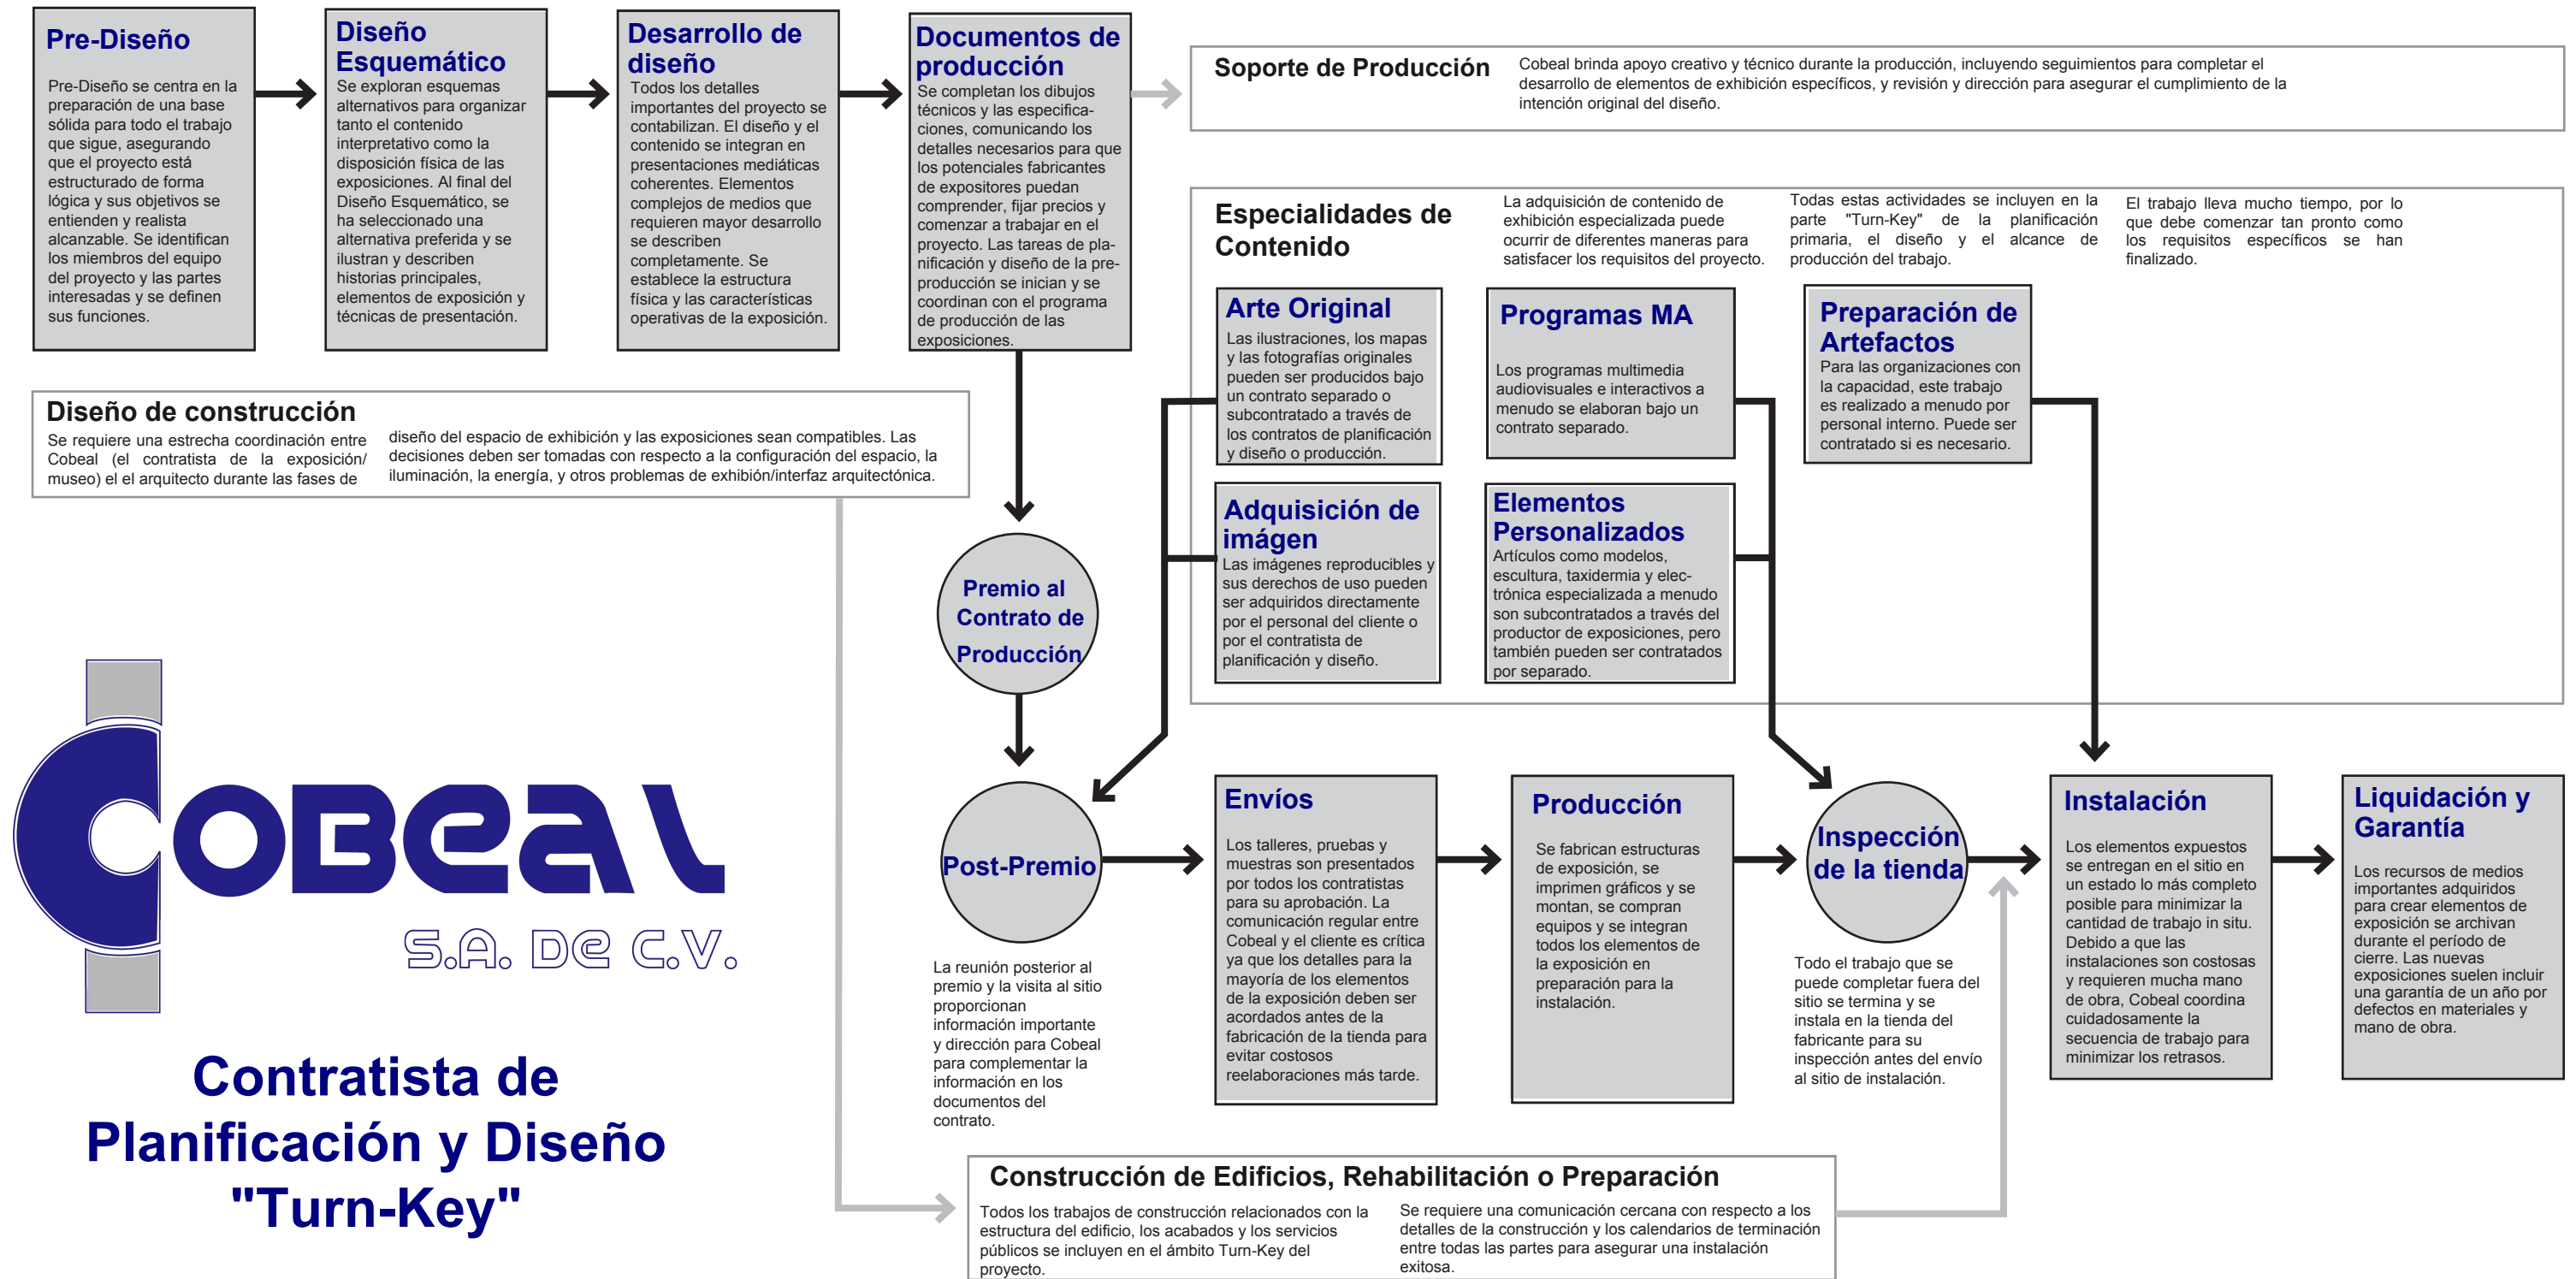 Pre-Diseño
Pre-Diseño se centra en la
preparación de una base
sólida para todo el trabajo
que sigue, asegurando
que el proyecto está
estructurado de forma
lógica y sus objetivos se
entienden y realista
alcanzable. Se identifican
los miembros del equipo
del proyecto y las partes
interesadas y se definen
sus funciones.
Diseño
Esquemático
Se exploran esquemas
alternativos para organizar
tanto el contenido
interpretativo como la
disposición física de las
exposiciones. Al final del
Diseño Esquemático, se
ha seleccionado una
alternativa preferida y se
ilustran y describen
historias principales,
elementos de exposición y
técnicas de presentación.
Desarrollo de
diseño
Todos los detalles
importantes del proyecto se
contabilizan. El diseño y el
contenido se integran en
presentaciones mediáticas
coherentes. Elementos
complejos de medios que
requieren mayor desarrollo
se describen
completamente. Se
establece la estructura
física y las características
operativas de la exposición.
Documentos de
producción
Se completan los dibujos
técnicos y las especifica-
ciones, comunicando los
detalles necesarios para que
los potenciales fabricantes
de expositores puedan
comprender, fijar precios y
comenzar a trabajar en el
proyecto. Las tareas de pla-
nificación y diseño de la pre-
producción se inician y se
coordinan con el programa
de producción de las
exposiciones.
Soporte de Producción
Cobeal brinda apoyo creativo y técnico durante la producción, incluyendo seguimientos para completar el
desarrollo de elementos de exhibición específicos, y revisión y dirección para asegurar el cumplimiento de la
intención original del diseño.
Especialidades de
Contenido
La adquisición de contenido de
exhibición especializada puede
ocurrir de diferentes maneras para
satisfacer los requisitos del proyecto.
Todas estas actividades se incluyen en la
parte "Turn-Key" de la planificación
primaria, el diseño y el alcance de
producción del trabajo.
El trabajo lleva mucho tiempo, por lo
que debe comenzar tan pronto como
los requisitos específicos se han
finalizado.
Arte Original
Las ilustraciones, los mapas
y las fotografías originales
pueden ser producidos bajo
un contrato separado o
subcontratado a través de
los contratos de planificación
y diseño o producción.
Programas MA
Los programas multimedia
audiovisuales e interactivos a
menudo se elaboran bajo un
contrato separado.
Preparación de
Artefactos
Para las organizaciones con
la capacidad, este trabajo
es realizado a menudo por
personal interno. Puede ser
contratado si es necesario.
Adquisición de
imágen
Las imágenes reproducibles y
sus derechos de uso pueden
ser adquiridos directamente
por el personal del cliente o
por el contratista de
planificación y diseño.
Elementos
Personalizados
Artículos como modelos,
escultura, taxidermia y elec-
trónica especializada a menudo
son subcontratados a través del
productor de exposiciones, pero
también pueden ser contratados
por separado.
Diseño de construcción
Se requiere una estrecha coordinación entre
Cobeal (el contratista de la exposición/
museo) el el arquitecto durante las fases de
diseño del espacio de exhibición y las exposiciones sean compatibles. Las
decisiones deben ser tomadas con respecto a la configuración del espacio, la
iluminación, la energía, y otros problemas de exhibión/interfaz arquitectónica.
Premio al
Contrato de
Producción
COBEAL
S.A. DE C.V.
Contratista de
Planificación y Diseño
"Turn-Key"
Post-Premio
La reunión posterior al
premio y la visita al sitio
proporcionan
información importante
y dirección para Cobeal
para complementar la
información en los
documentos del
contrato.
Envíos
Los talleres, pruebas y
muestras son presentados
por todos los contratistas
para su aprobación. La
comunicación regular entre
Cobeal y el cliente es crítica
ya que los detalles para la
mayoría de los elementos
de la exposición deben ser
acordados antes de la
fabricación de la tienda para
evitar costosos
reelaboraciones más tarde.
Producción
Se fabrican estructuras
de exposición, se
imprimen gráficos y se
montan, se compran
equipos y se integran
todos los elementos de
la exposición en
preparación para la
instalación.
Inspección
de la tienda
Todo el trabajo que se
puede completar fuera del
sitio se termina y se
instala en la tienda del
fabricante para su
inspección antes del envío
al sitio de instalación.
Instalación
Los elementos expuestos
se entregan en el sitio en
un estado lo más completo
posible para minimizar la
cantidad de trabajo in situ.
Debido a que las
instalaciones son costosas
y requieren mucha mano
de obra, Cobeal coordina
cuidadosamente la
secuencia de trabajo para
minimizar los retrasos.
Liquidación y
Garantía
Los recursos de medios
importantes adquiridos
para crear elementos de
exposición se archivan
durante el período de
cierre. Las nuevas
exposiciones suelen incluir
una garantía de un año por
defectos en materiales y
mano de obra.
Construcción de Edificios, Rehabilitación o Preparación
Todos los trabajos de construcción relacionados con la
estructura del edificio, los acabados y los servicios
públicos se incluyen en el ámbito Turn-Key del
proyecto.
Se requiere una comunicación cercana con respecto a los
detalles de la construcción y los calendarios de terminación
entre todas las partes para asegurar una instalación
exitosa.